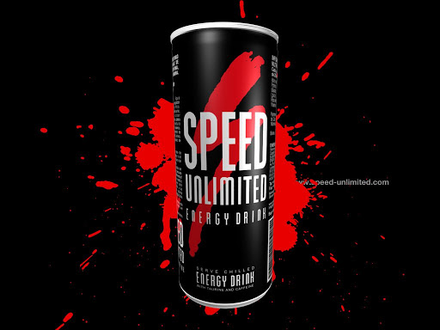 SPEED
UNLIMITED
ENERGY DRINK
www.speed-unlimited.com
SERVE CHILLED
ENERGY DRINK
WITH TAURINE AND CAFFEINE